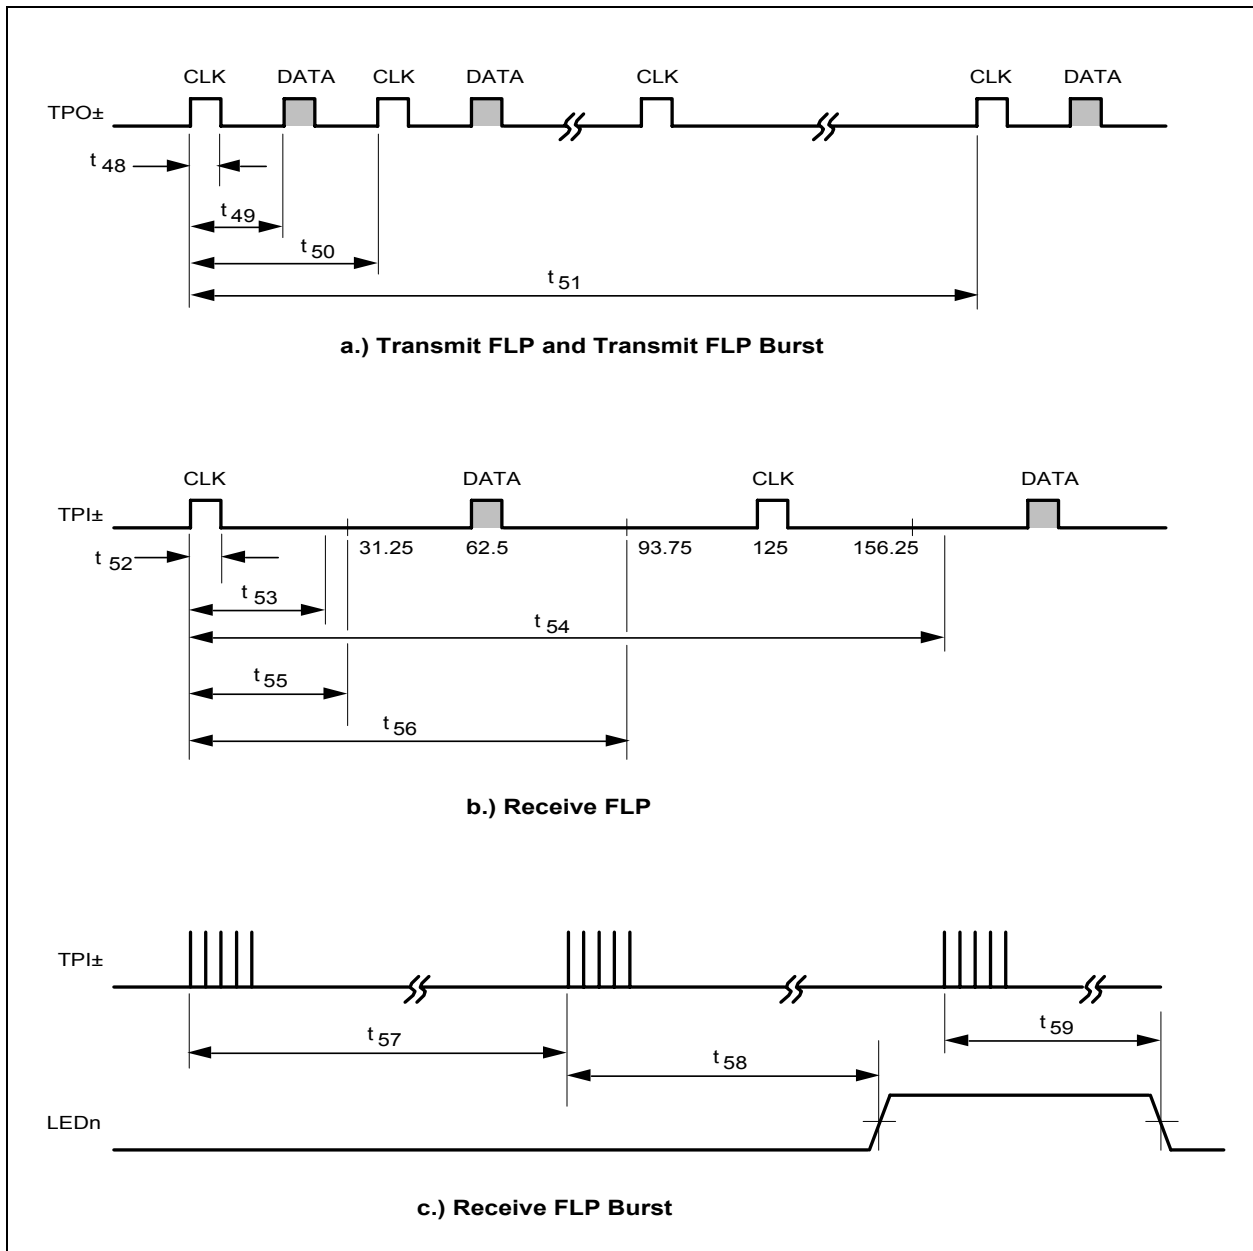 CLK DATA CLK DATA CLK CLK DATA
TPO±
t 48
t 49
t 50
t 51
a.) Transmit FLP and Transmit FLP Burst
CLK DATA CLK DATA
TPI±
31.25 62.5 93.75 125 156.25
t 52
t 53
t 54
t 55
t 56
b.) Receive FLP
TPI±
t 57
t 58
t 59
LEDn
c.) Receive FLP Burst